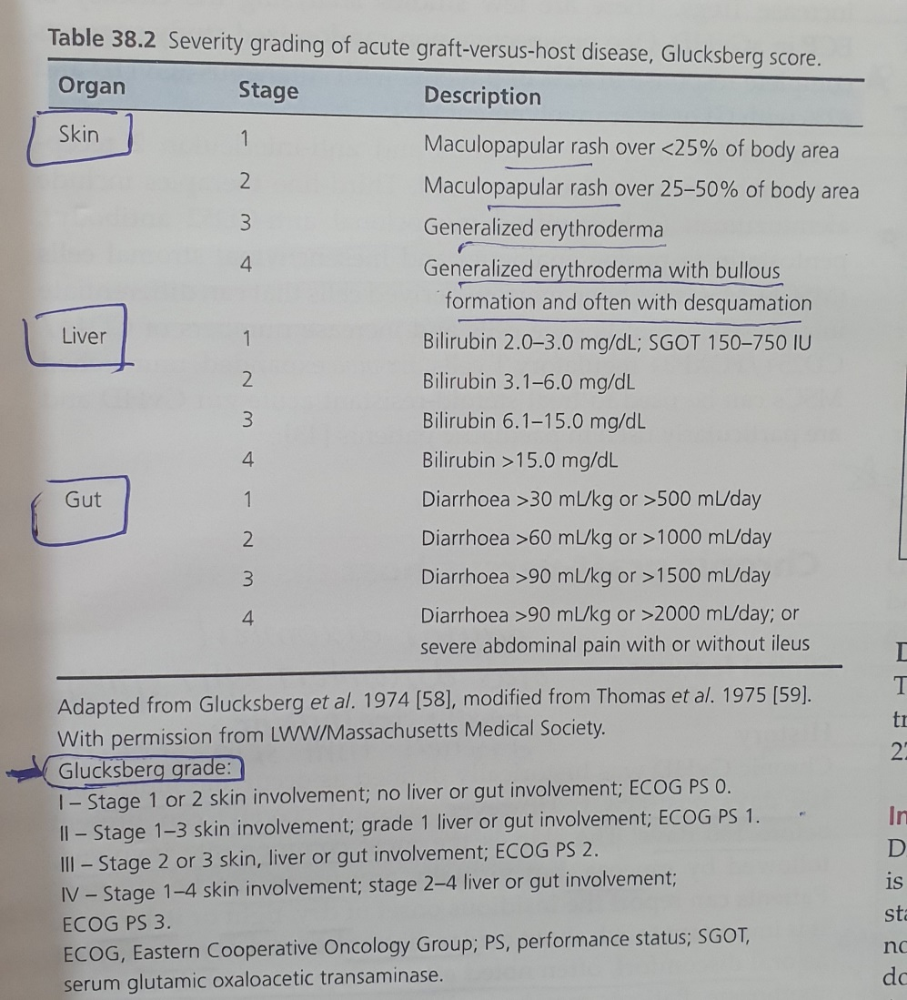 Table 38.2 Severity grading of acute graft-versus-host disease, Glucksberg score.
Organ Stage Description
Skin 1 Maculopapular rash over <25% of body area
2 Maculopapular rash over 25–50% of body area
3 Generalized erythroderma
4 Generalized erythroderma with bullous
formation and often with desquamation
Liver 1 Bilirubin 2.0–3.0 mg/dL; SGOT 150–750 IU
2 Bilirubin 3.1–6.0 mg/dL
3 Bilirubin 6.1–15.0 mg/dL
4 Bilirubin >15.0 mg/dL
Gut 1 Diarrhoea >30 mL/kg or >500 mL/day
2 Diarrhoea >60 mL/kg or >1000 mL/day
3 Diarrhoea >90 mL/kg or >1500 mL/day
4 Diarrhoea >90 mL/kg or >2000 mL/day; or
severe abdominal pain with or without ileus
Adapted from Glucksberg et al. 1974 [58], modified from Thomas et al. 1975 [59].
With permission from LWW/Massachusetts Medical Society.
Glucksberg grade:
I – Stage 1 or 2 skin involvement; no liver or gut involvement; ECOG PS 0.
II – Stage 1–3 skin involvement; grade 1 liver or gut involvement; ECOG PS 1.
III – Stage 2 or 3 skin, liver or gut involvement; ECOG PS 2.
IV – Stage 1–4 skin involvement; stage 2–4 liver or gut involvement;
ECOG PS 3.
ECOG, Eastern Cooperative Oncology Group; PS, performance status; SGOT,
serum glutamic oxaloacetic transaminase.